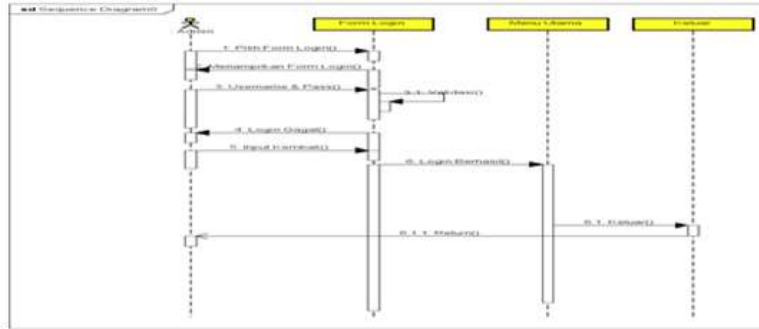 sd Sequence Diagram0
: Admin
Form Login
Menu Utama
Keluar
1: Pilih Form Login()
2: Menampilkan Form Login()
3: Username & Pass()
3.1: Validasi()
4: Login Gagal()
5: Input Kembali()
6: Login Berhasil()
6.1: Keluar()
6.1.1: Return()